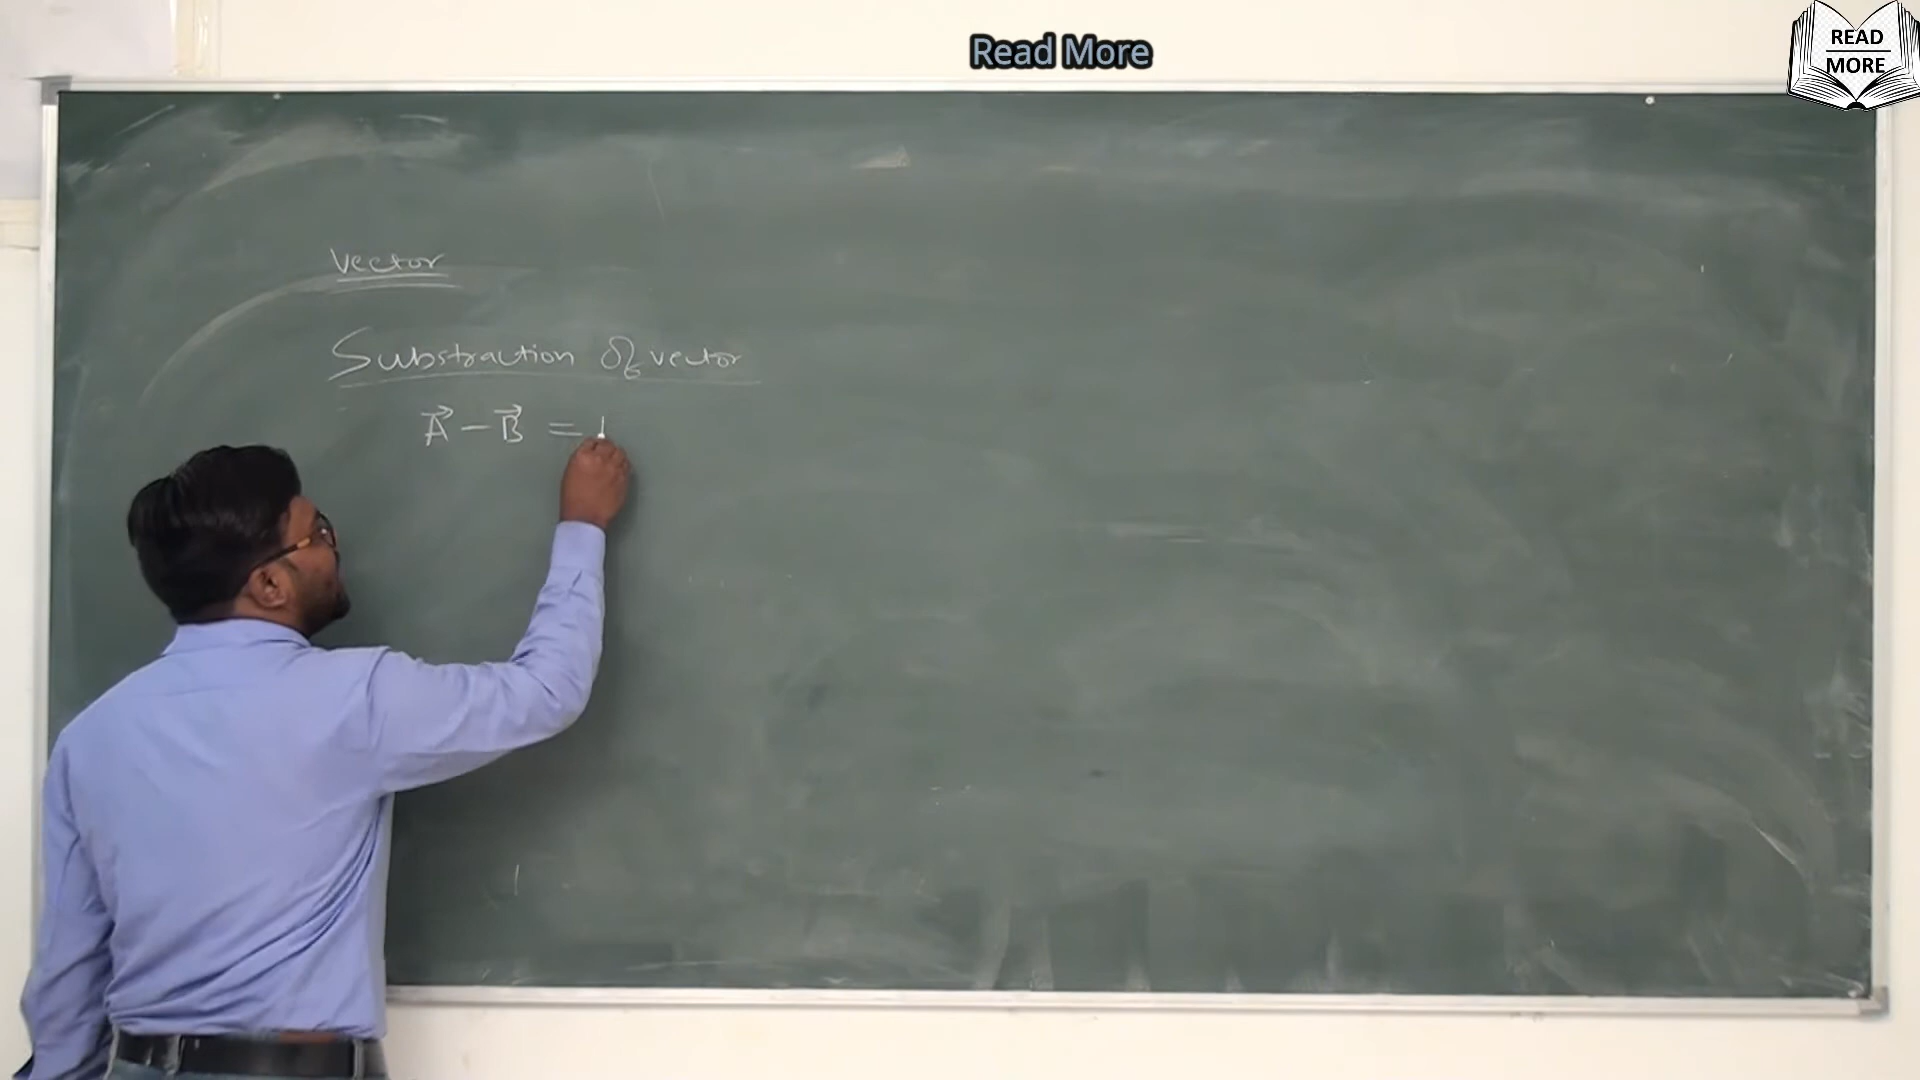 Read More
READ
MORE
Vector
Substraction of vector
A⃗ − B⃗ =